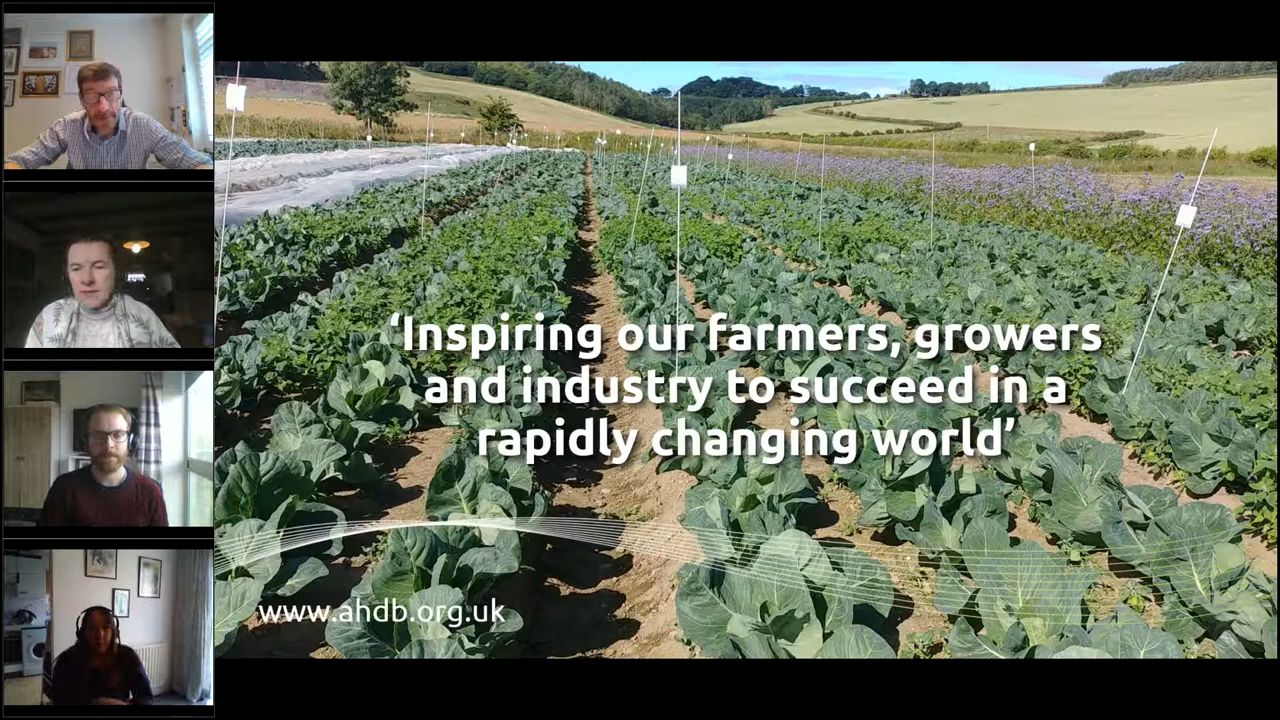 ‘Inspiring our farmers, growers
and industry to succeed in a
rapidly changing world’
www.ahdb.org.uk